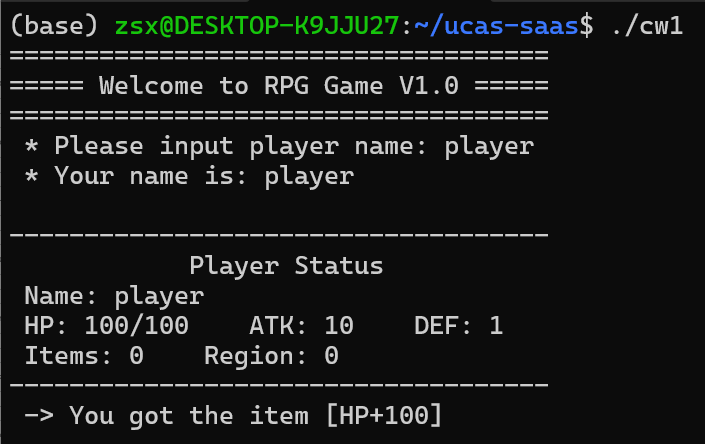 (base) zsx@DESKTOP-K9JJU27:~/ucas-saas$ ./cw1
====================================
===== Welcome to RPG Game V1.0 =====
====================================
 * Please input player name: player
 * Your name is: player

------------------------------------
            Player Status
 Name: player
 HP: 100/100    ATK: 10    DEF: 1
 Items: 0    Region: 0
------------------------------------
 -> You got the item [HP+100]